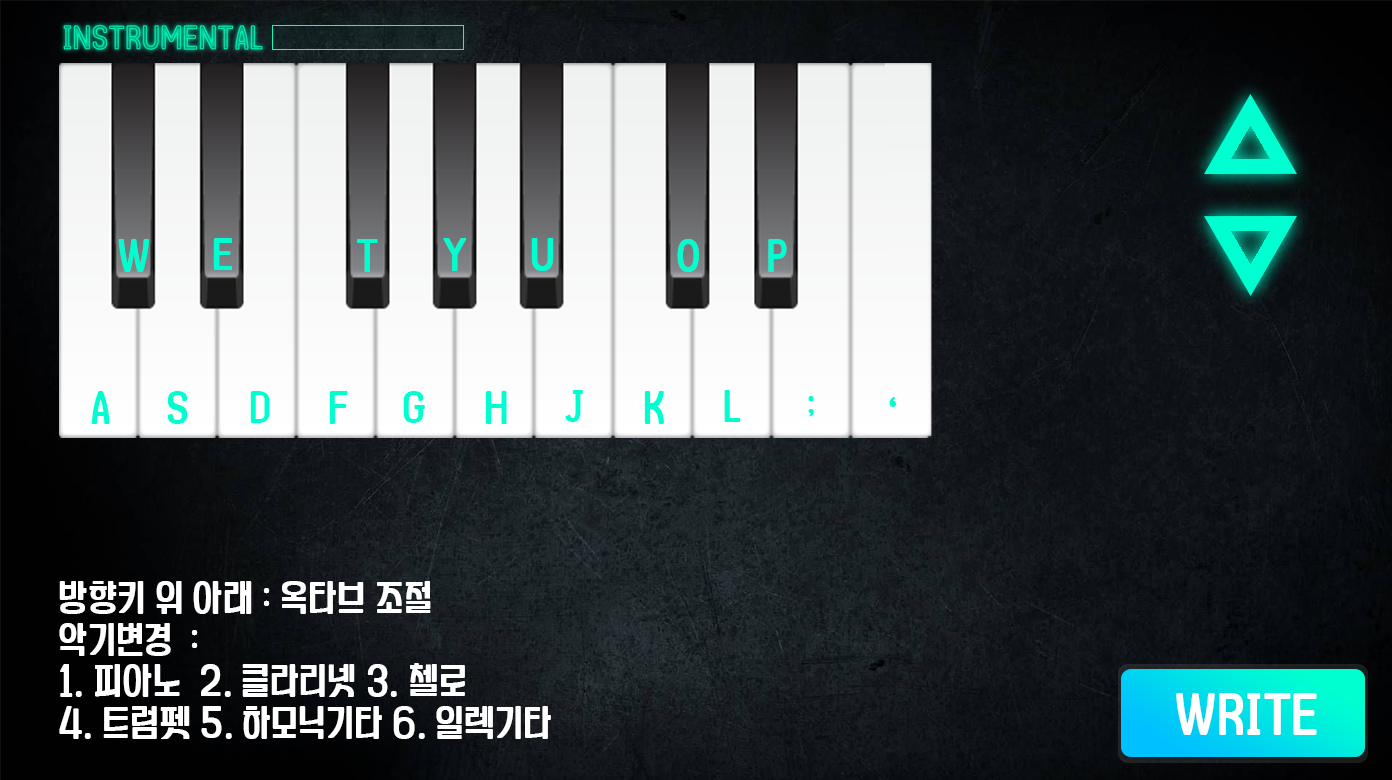 INSTRUMENTAL
W E T Y U O P
A S D F G H J K L ; ‘
방향키 위 아래 : 옥타브 조절
악기변경 :
1. 피아노 2. 클라리넷 3. 첼로
4. 트럼펫 5. 하모닉기타 6. 일렉기타
WRITE